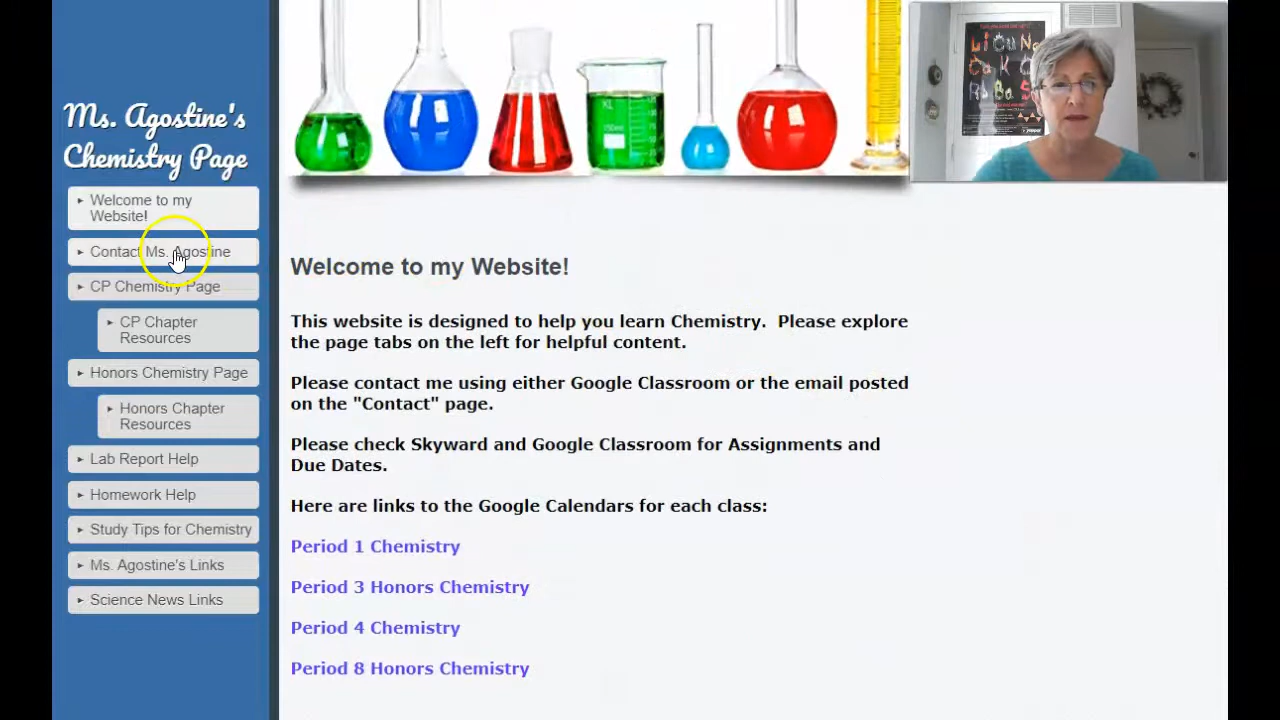 Ms. Agostine's
Chemistry Page
Welcome to my
Website!
Contact Ms. Agostine
CP Chemistry Page
CP Chapter
Resources
Honors Chemistry Page
Honors Chapter
Resources
Lab Report Help
Homework Help
Study Tips for Chemistry
Ms. Agostine's Links
Science News Links
Welcome to my Website!
This website is designed to help you learn Chemistry. Please explore
the page tabs on the left for helpful content.
Please contact me using either Google Classroom or the email posted
on the "Contact" page.
Please check Skyward and Google Classroom for Assignments and
Due Dates.
Here are links to the Google Calendars for each class:
Period 1 Chemistry
Period 3 Honors Chemistry
Period 4 Chemistry
Period 8 Honors Chemistry